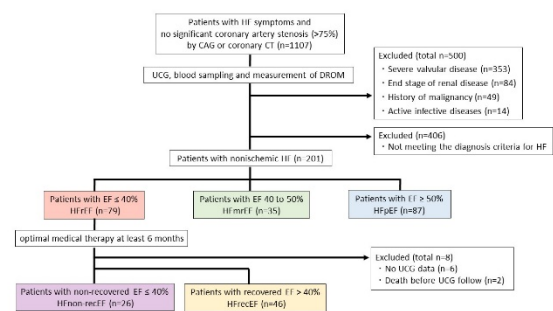 Patients with HF symptoms and
no significant coronary artery stenosis (>75%)
by CAG or coronary CT (n=1107)
UCG, blood sampling and measurement of DROM
Excluded (total n=500)
・Severe valvular disease (n=353)
・End stage of renal disease (n=84)
・History of malignancy (n=49)
・Active infective diseases (n=14)
Excluded (n=406)
・Not meeting the diagnosis criteria for HF
Patients with nonischemic HF (n=201)
Patients with EF ≤ 40%
HFrEF (n=79)
Patients with EF 40 to 50%
HFmrEF (n=35)
Patients with EF ≥ 50%
HFpEF (n=87)
optimal medical therapy at least 6 months
Excluded (total n=8)
・No UCG data (n=6)
・Death before UCG follow (n=2)
Patients with non-recovered EF ≤ 40%
HFnon-recEF (n=26)
Patients with recovered EF > 40%
HFrecEF (n=46)